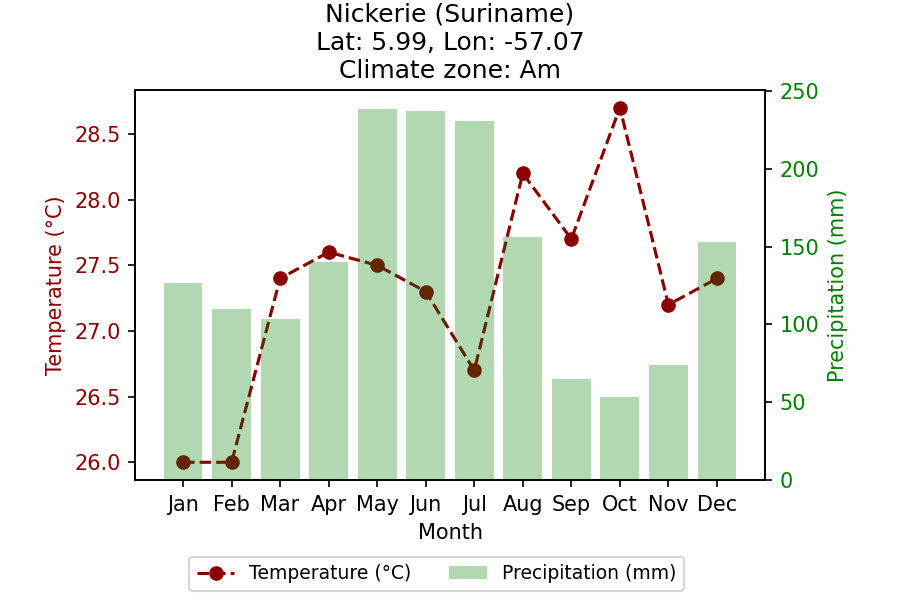 Nickerie (Suriname)
Lat: 5.99, Lon: -57.07
Climate zone: Am
Temperature (°C)
28.5
28.0
27.5
27.0
26.5
26.0
250
200
150
100
50
0
Precipitation (mm)
Jan Feb Mar Apr May Jun Jul Aug Sep Oct Nov Dec
Month
Temperature (°C) Precipitation (mm)